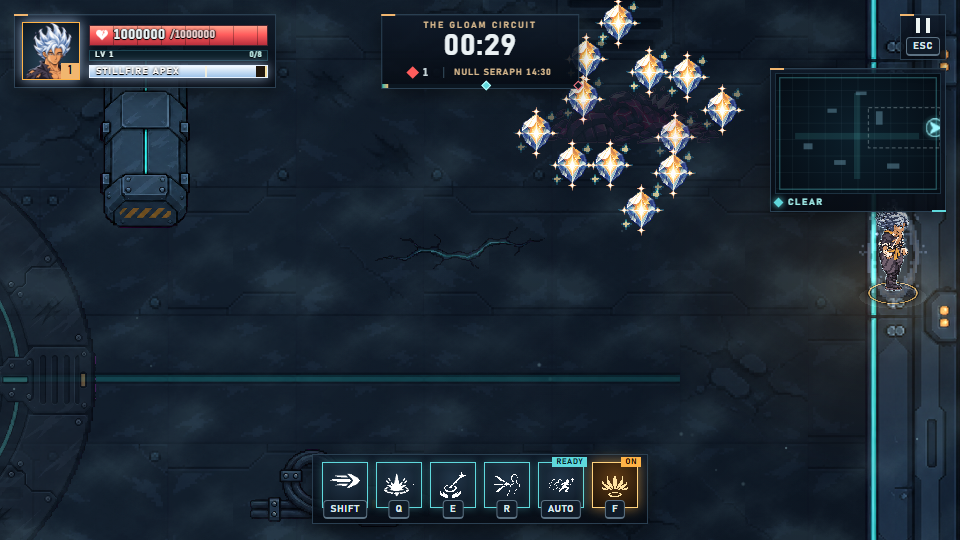 1000000 /1000000
LV 1 0/8
STILLFIRE APEX
1
THE GLOAM CIRCUIT
00:29
1 NULL SERAPH 14:30
ESC
CLEAR
READY ON
SHIFT Q E R AUTO F